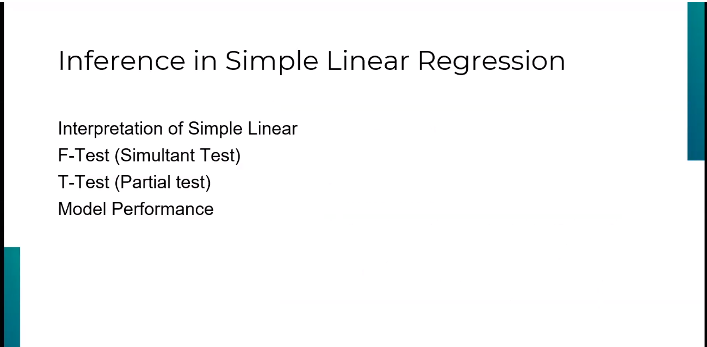 Inference in Simple Linear Regression
Interpretation of Simple Linear
F-Test (Simultant Test)
T-Test (Partial test)
Model Performance